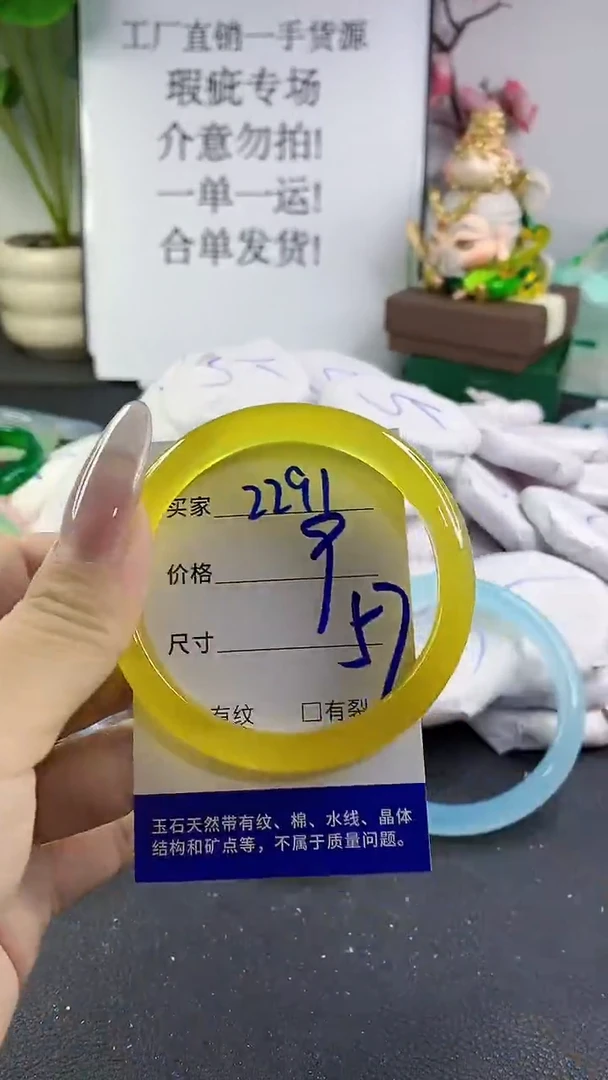 工厂直销一手货源
瑕疵专场
介意勿拍!
一单一运!
合单发货!
买家 2291
价格 9
尺寸 57
有纹 □有裂
玉石天然带有纹、棉、水线、晶体
结构和矿点等，不属于质量问题。